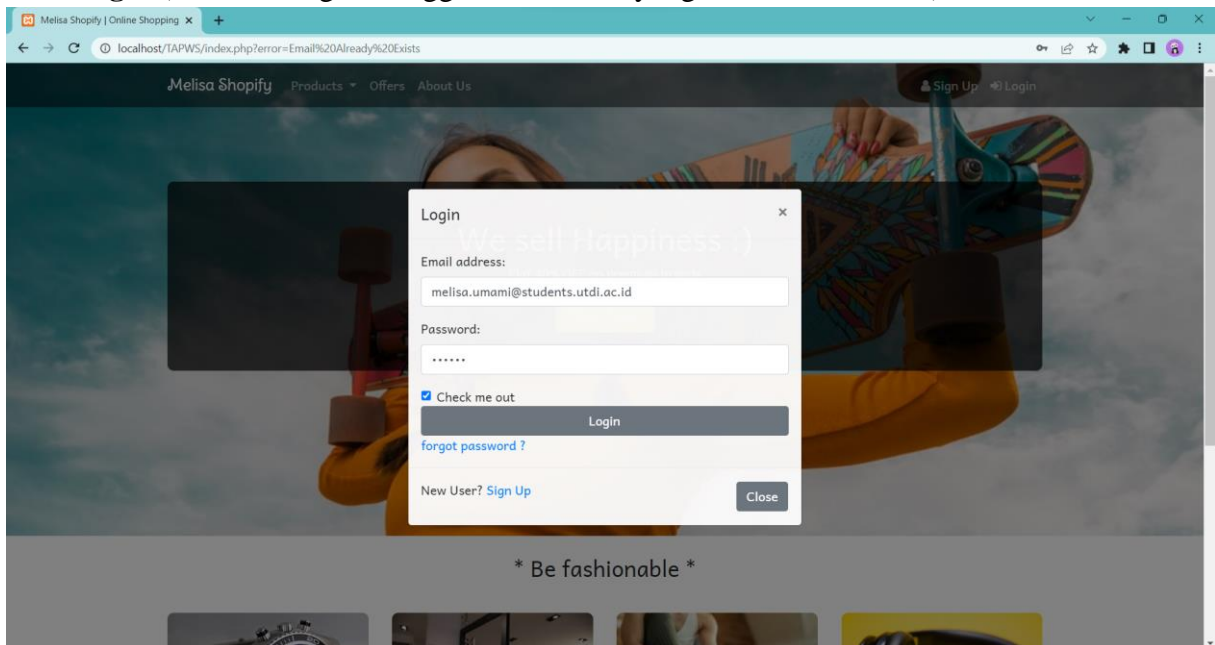 Melisa Shopify | Online Shopping
localhost/TAPWS/index.php?error=Email%20Already%20Exists
Melisa Shopify Products Offers About Us Sign Up Login
Login ×
We sell Happiness :)
Email address:
melisa.umami@students.utdi.ac.id
Password:
••••••
Check me out
Login
forgot password ?
New User? Sign Up
Close
* Be fashionable *